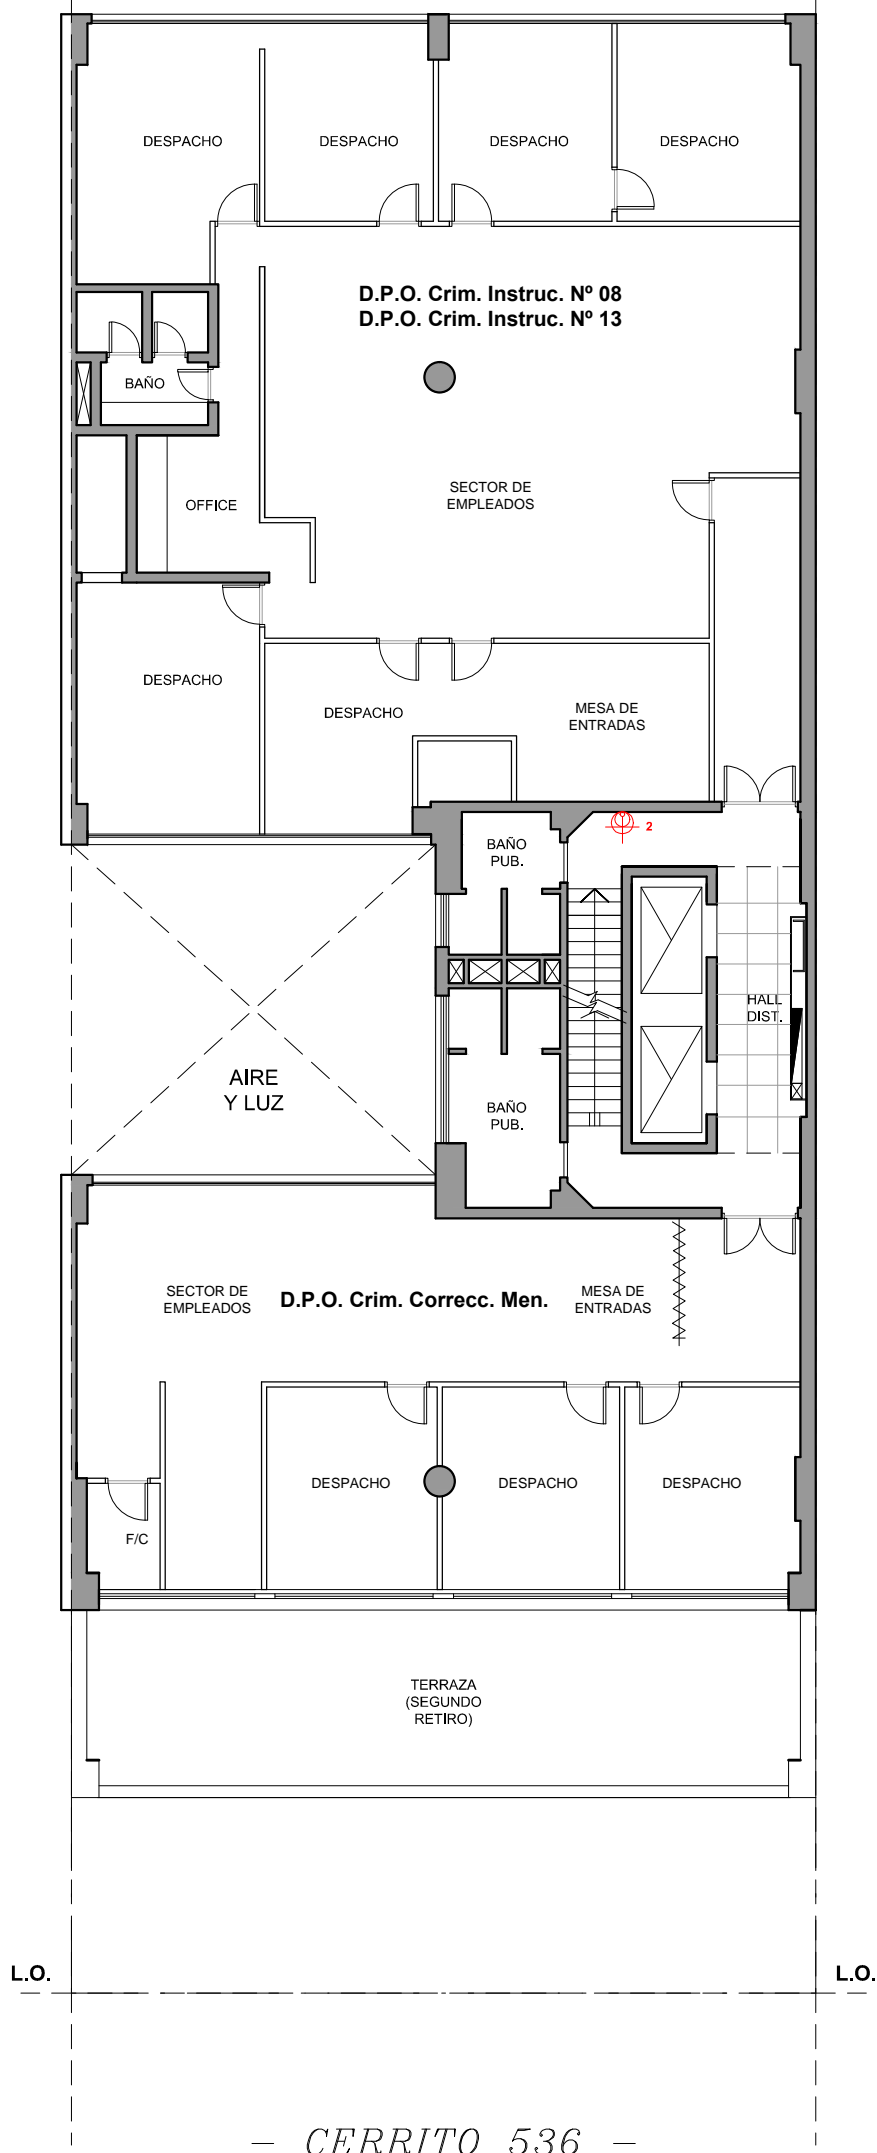 DESPACHO
DESPACHO
DESPACHO
DESPACHO
D.P.O. Crim. Instruc. Nº 08
D.P.O. Crim. Instruc. Nº 13
BAÑO
SECTOR DE
EMPLEADOS
OFFICE
DESPACHO
DESPACHO
MESA DE
ENTRADAS
2
BAÑO
PUB.
HALL
DIST.
AIRE
Y LUZ
BAÑO
PUB.
SECTOR DE
EMPLEADOS
D.P.O. Crim. Correcc. Men.
MESA DE
ENTRADAS
DESPACHO
DESPACHO
DESPACHO
F/C
TERRAZA
(SEGUNDO
RETIRO)
L.O.
L.O.
— CERRITO 536 —